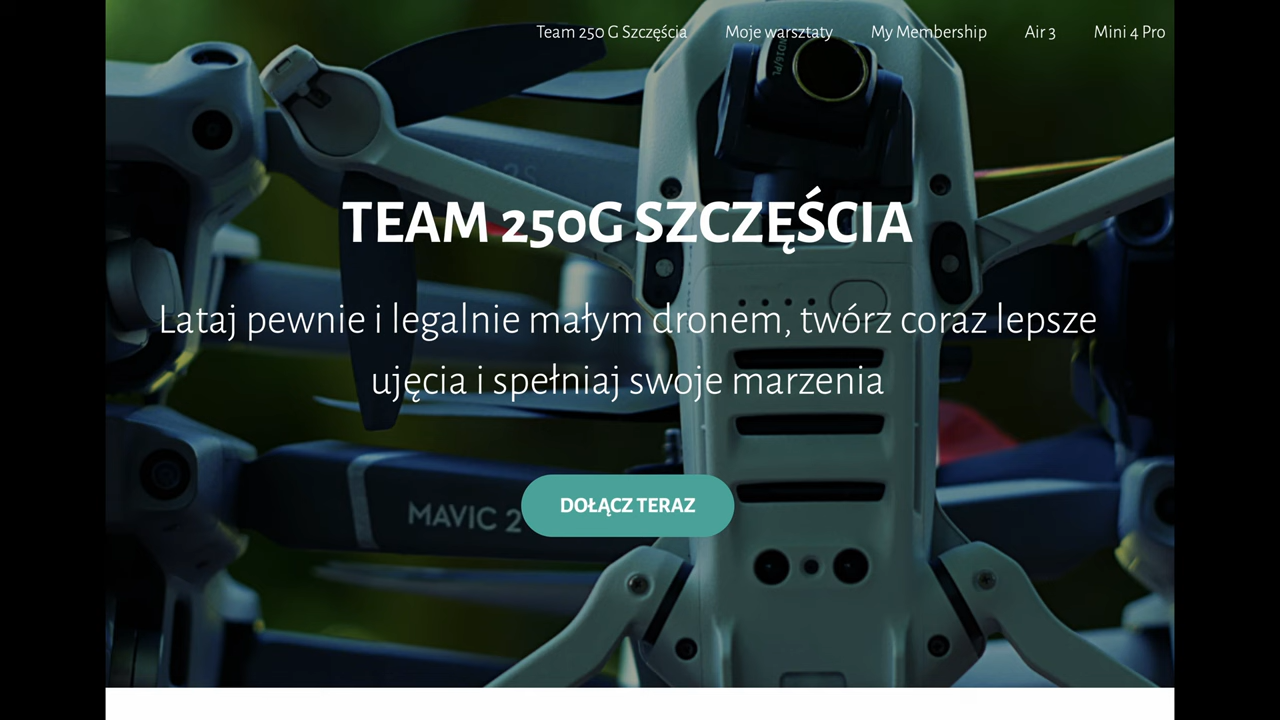 Team 250 G Szczęścia Moje warsztaty My Membership Air 3 Mini 4 Pro
TEAM 250G SZCZĘŚCIA
Lataj pewnie i legalnie małym dronem, twórz coraz lepsze
ujęcia i spełniaj swoje marzenia
DOŁĄCZ TERAZ
MAVIC 2